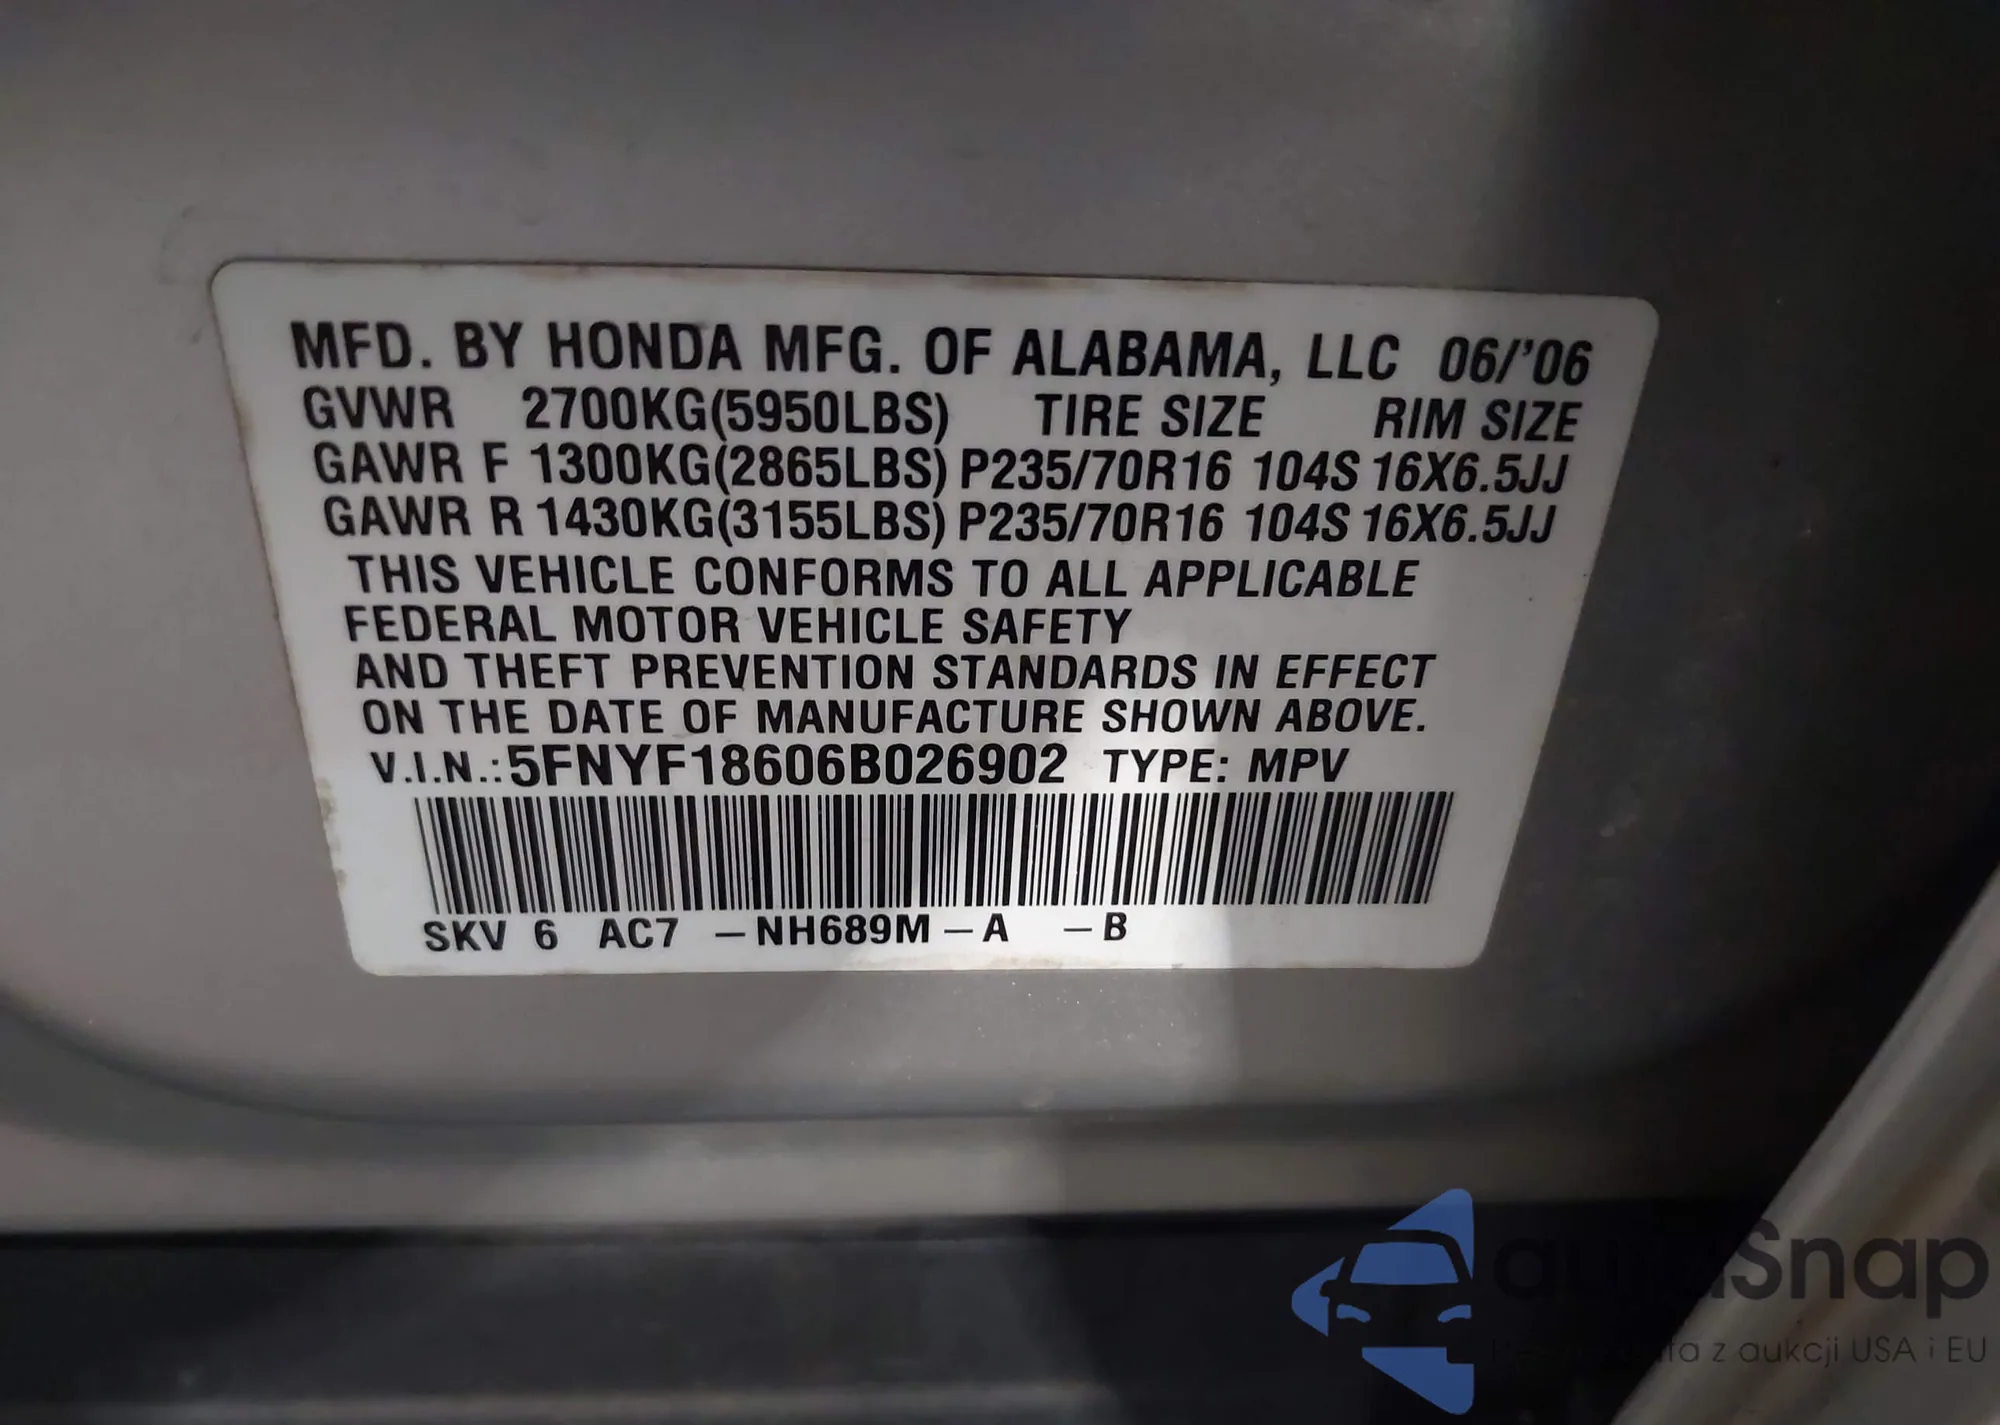 MFD. BY HONDA MFG. OF ALABAMA, LLC 06/'06
GVWR 2700KG(5950LBS) TIRE SIZE RIM SIZE
GAWR F 1300KG(2865LBS) P235/70R16 104S 16X6.5JJ
GAWR R 1430KG(3155LBS) P235/70R16 104S 16X6.5JJ
THIS VEHICLE CONFORMS TO ALL APPLICABLE
FEDERAL MOTOR VEHICLE SAFETY
AND THEFT PREVENTION STANDARDS IN EFFECT
ON THE DATE OF MANUFACTURE SHOWN ABOVE.
V.I.N.: 5FNYF18606B026902 TYPE: MPV
SKV 6 AC7 –NH689M –A –B
z aukcji USA i EU